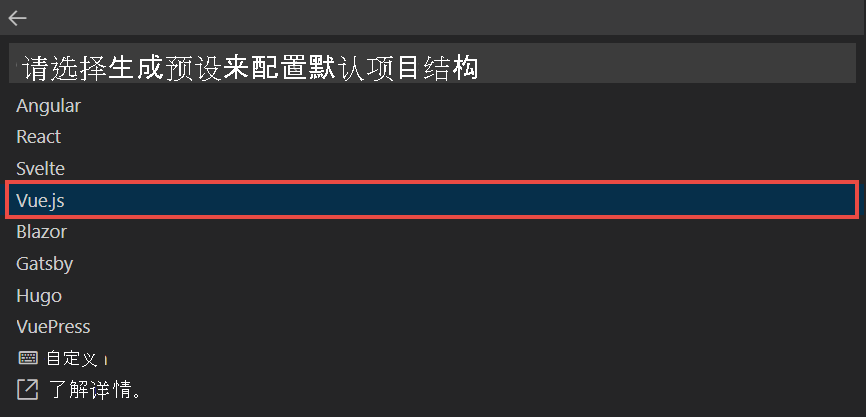 请选择生成预设来配置默认项目结构
Angular
React
Svelte
Vue.js
Blazor
Gatsby
Hugo
VuePress
自定义
了解详情。